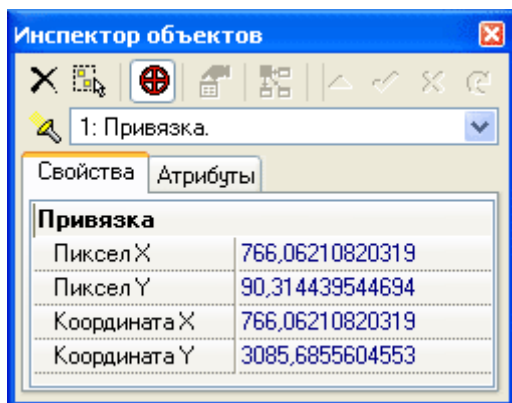 Инспектор объектов
1: Привязка.
Свойства Атрибуты
Привязка
Пиксел X 766,06210820319
Пиксел Y 90,314439544694
Координата X 766,06210820319
Координата Y 3085,6855604553